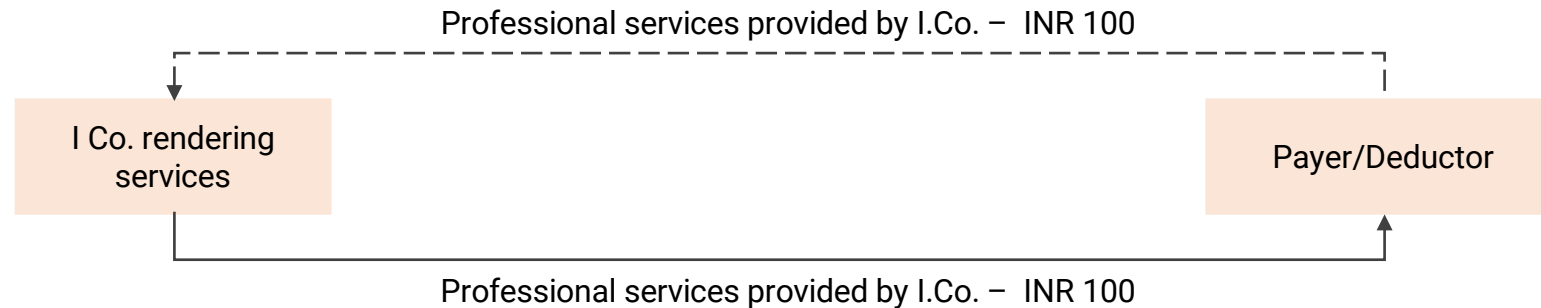 Professional services provided by I.Co. – INR 100
I Co. rendering
services
Payer/Deductor
Professional services provided by I.Co. – INR 100